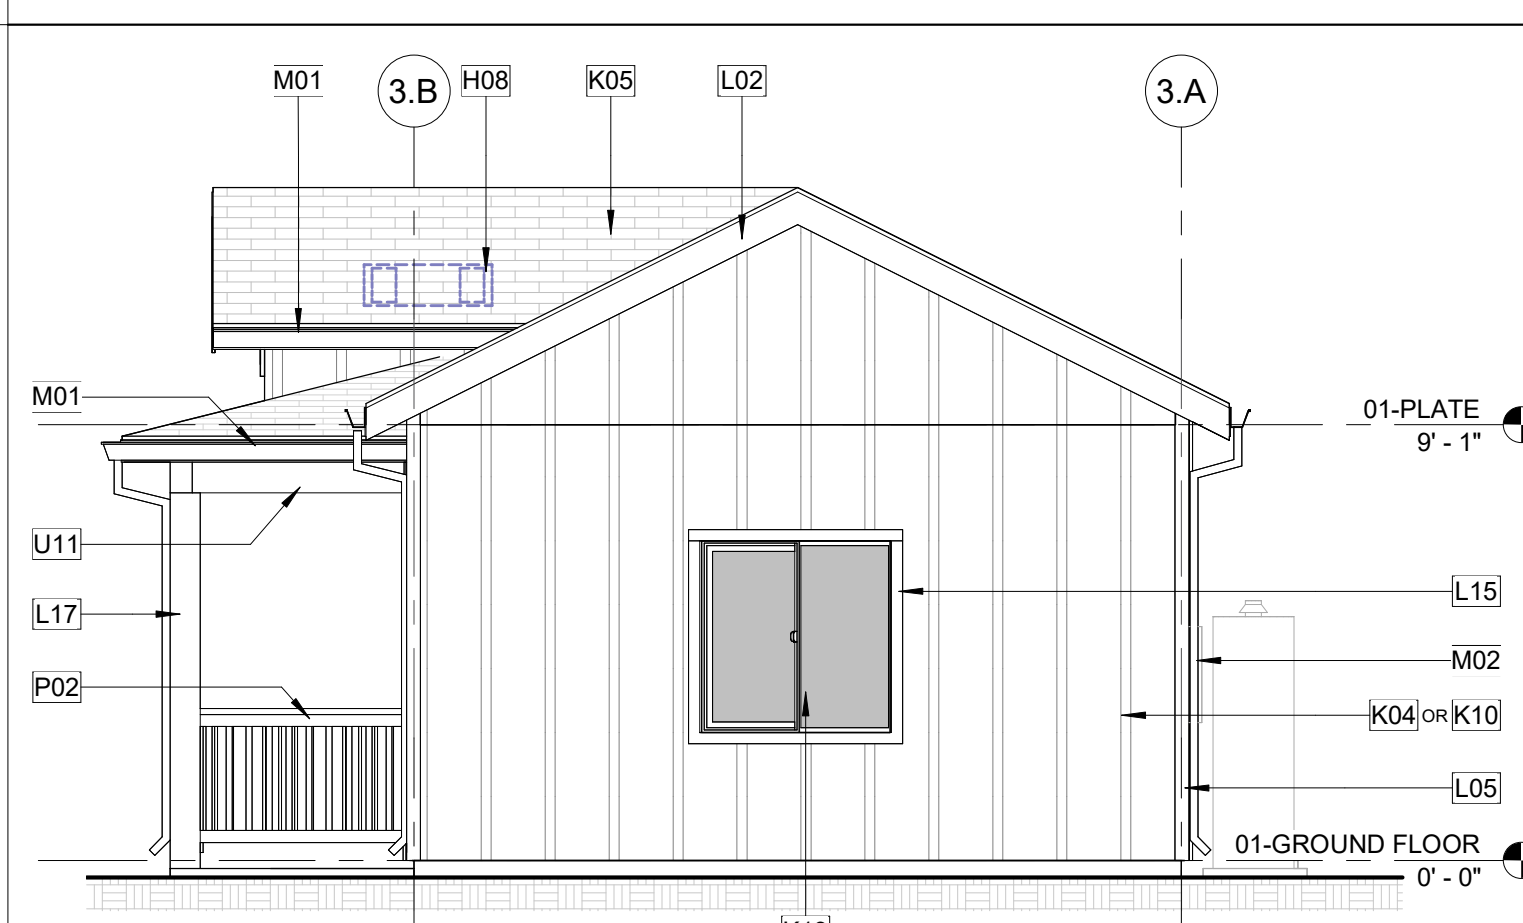 M01
3.B
H08
K05
L02
3.A
M01
01-PLATE
9' - 1"
U11
L17
L15
P02
M02
K04 OR K10
L05
01-GROUND FLOOR
0' - 0"